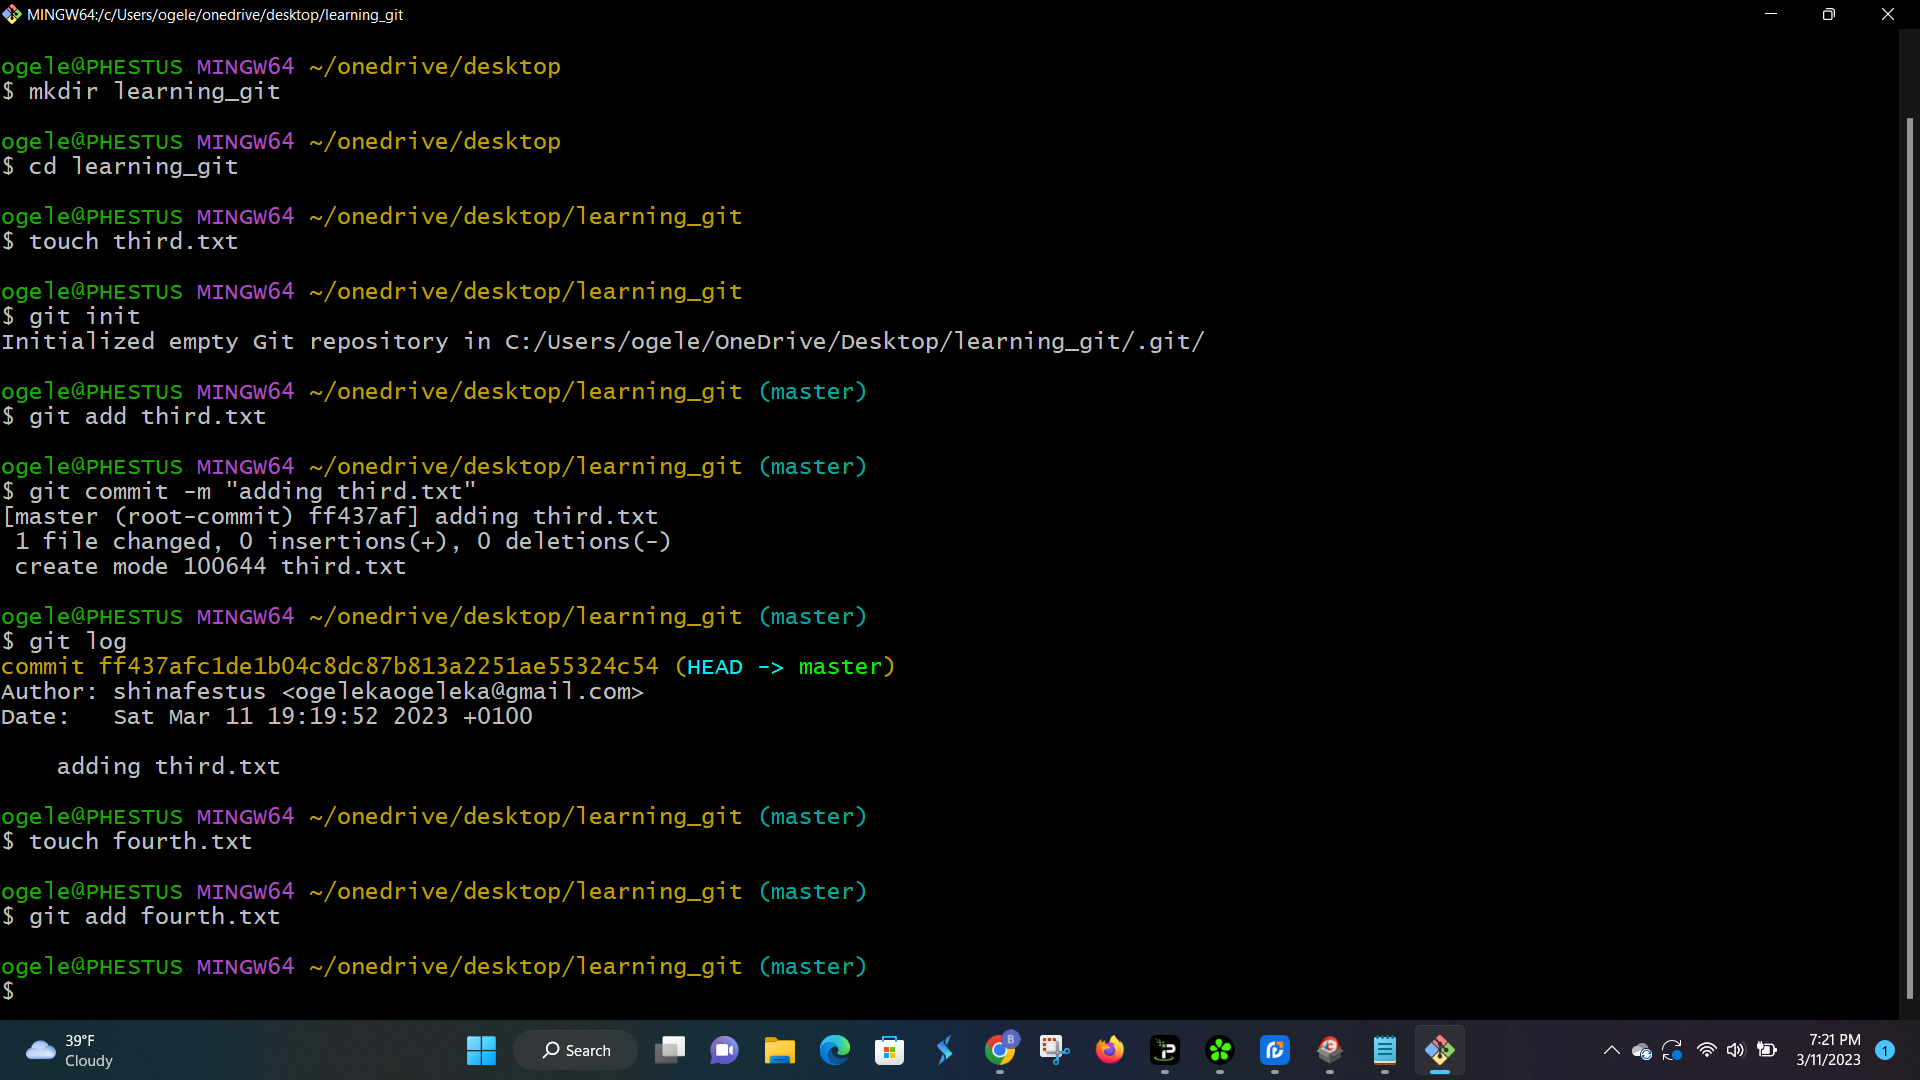 MINGW64:/c/Users/ogele/onedrive/desktop/learning_git
ogele@PHESTUS MINGW64 ~/onedrive/desktop
$ mkdir learning_git
ogele@PHESTUS MINGW64 ~/onedrive/desktop
$ cd learning_git
ogele@PHESTUS MINGW64 ~/onedrive/desktop/learning_git
$ touch third.txt
ogele@PHESTUS MINGW64 ~/onedrive/desktop/learning_git
$ git init
Initialized empty Git repository in C:/Users/ogele/OneDrive/Desktop/learning_git/.git/
ogele@PHESTUS MINGW64 ~/onedrive/desktop/learning_git (master)
$ git add third.txt
ogele@PHESTUS MINGW64 ~/onedrive/desktop/learning_git (master)
$ git commit -m "adding third.txt"
[master (root-commit) ff437af] adding third.txt
1 file changed, 0 insertions(+), 0 deletions(-)
create mode 100644 third.txt
ogele@PHESTUS MINGW64 ~/onedrive/desktop/learning_git (master)
$ git log
commit ff437afc1de1b04c8dc87b813a2251ae55324c54 (HEAD -> master)
Author: shinafestus <ogelekaogeleka@gmail.com>
Date:   Sat Mar 11 19:19:52 2023 +0100
adding third.txt
ogele@PHESTUS MINGW64 ~/onedrive/desktop/learning_git (master)
$ touch fourth.txt
ogele@PHESTUS MINGW64 ~/onedrive/desktop/learning_git (master)
$ git add fourth.txt
ogele@PHESTUS MINGW64 ~/onedrive/desktop/learning_git (master)
$
39°F
Cloudy
Search
B
7:21 PM
3/11/2023
1